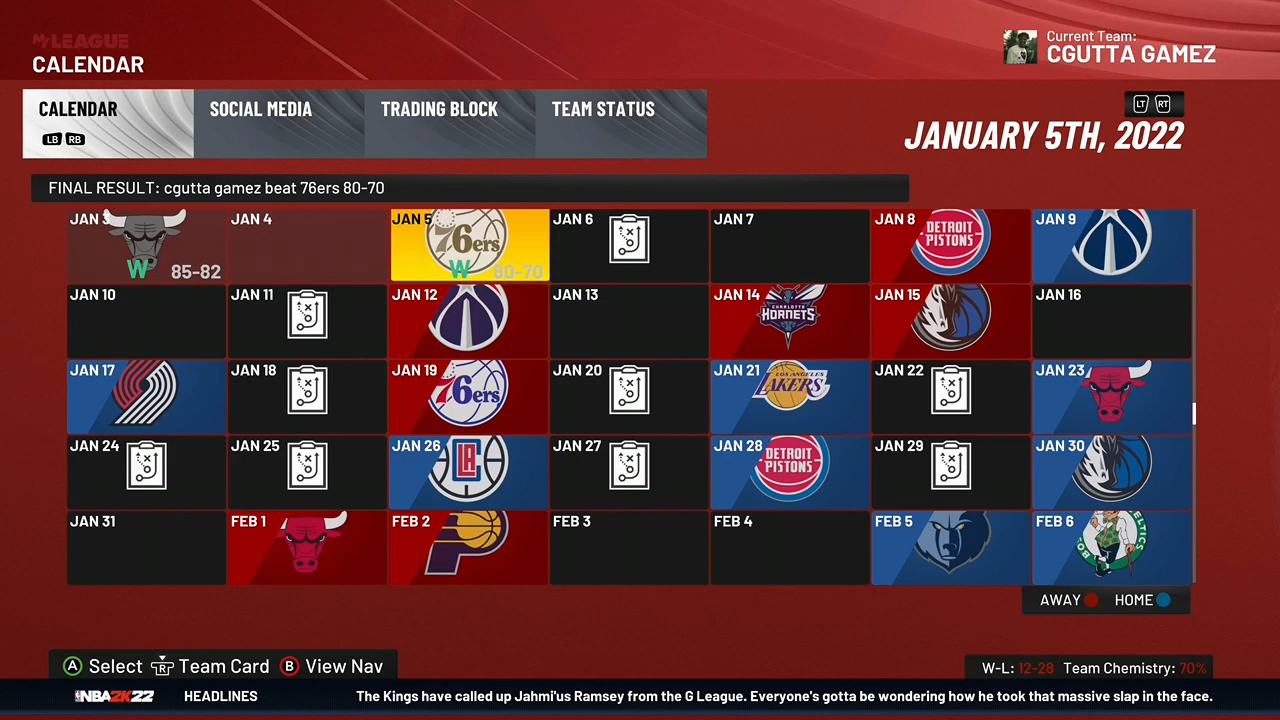 MyLEAGUE
CALENDAR
Current Team:
CGUTTA GAMEZ
CALENDAR
LB RB
SOCIAL MEDIA
TRADING BLOCK
TEAM STATUS
LT RT
JANUARY 5TH, 2022
FINAL RESULT: cgutta gamez beat 76ers 80-70
JAN 3 W 85-82
JAN 4
JAN 5 76ers W 80-70
JAN 6
JAN 7
JAN 8 DETROIT PISTONS
JAN 9
JAN 10
JAN 11
JAN 12
JAN 13
JAN 14 CHARLOTTE HORNETS
JAN 15
JAN 16
JAN 17
JAN 18
JAN 19 76ers
JAN 20
JAN 21 LOS ANGELES LAKERS
JAN 22
JAN 23
JAN 24
JAN 25
JAN 26 LA
JAN 27
JAN 28 DETROIT PISTONS
JAN 29
JAN 30
JAN 31
FEB 1
FEB 2
FEB 3
FEB 4
FEB 5
FEB 6
AWAY HOME
A Select R Team Card B View Nav
W-L: 12-28 Team Chemistry: 70%
NBA2K22 HEADLINES The Kings have called up Jahmi'us Ramsey from the G League. Everyone's gotta be wondering how he took that massive slap in the face.